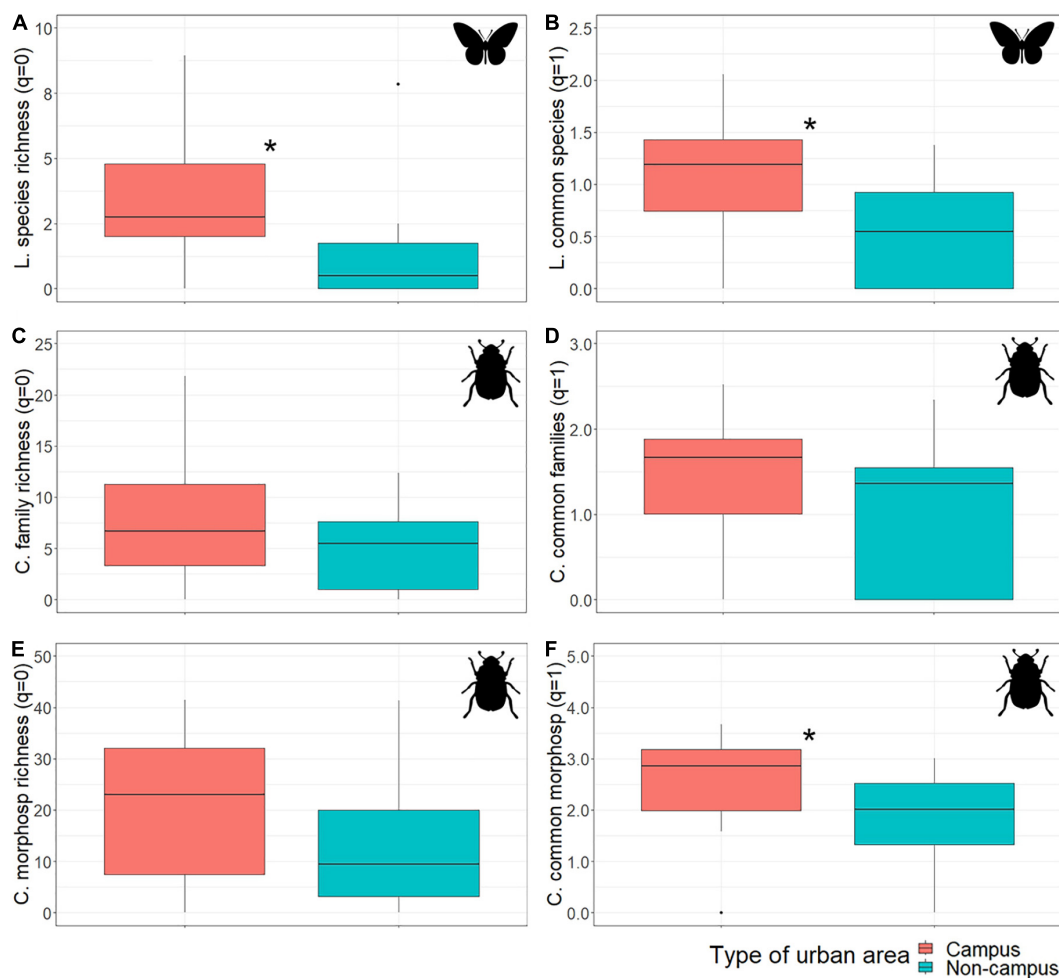 A
L. species richness (q=0)
10
8
5
2
0
*
B
L. common species (q=1)
2.5
2.0
1.5
1.0
0.5
0.0
*
C
C. family richness (q=0)
25
20
15
10
5
0
D
C. common families (q=1)
3.0
2.0
1.0
0.0
E
C. morphosp richness (q=0)
50
40
30
20
10
0
F
C. common morphosp (q=1)
5.0
4.0
3.0
2.0
1.0
0.0
*
Type of urban area
Campus
Non-campus